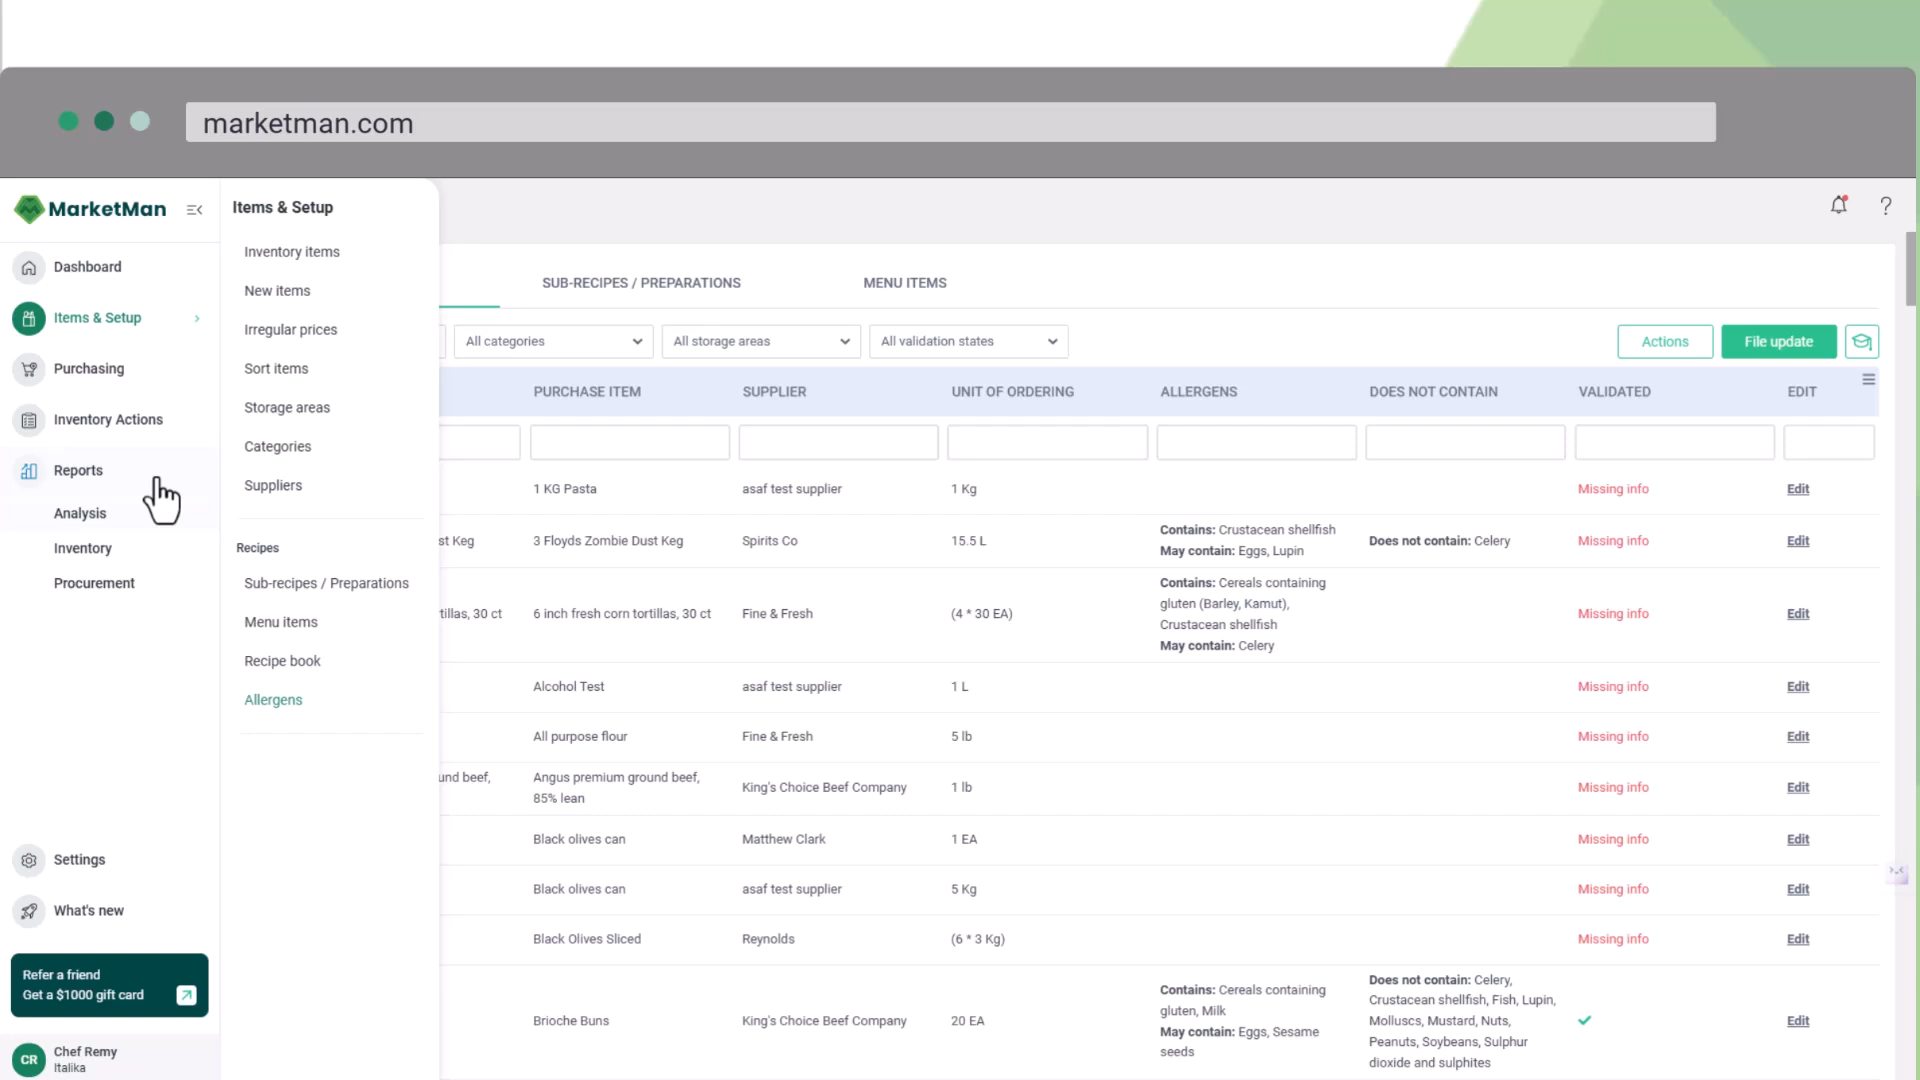 marketman.com
MarketMan
Dashboard
Items & Setup
Purchasing
Inventory Actions
Reports
Analysis
Inventory
Procurement
Settings
What's new
Refer a friend
Get a $1000 gift card
CR
Chef Remy
Italika
Items & Setup
Inventory items
New items
Irregular prices
Sort items
Storage areas
Categories
Suppliers
Recipes
Sub-recipes / Preparations
Menu items
Recipe book
Allergens
?
SUB-RECIPES / PREPARATIONS MENU ITEMS
All categories All storage areas All validation states Actions File update
PURCHASE ITEM SUPPLIER UNIT OF ORDERING ALLERGENS DOES NOT CONTAIN VALIDATED EDIT
1 KG Pasta asaf test supplier 1 Kg Missing info Edit
st Keg 3 Floyds Zombie Dust Keg Spirits Co 15.5 L Contains: Crustacean shellfish
May contain: Eggs, Lupin Does not contain: Celery Missing info Edit
tillas, 30 ct 6 inch fresh corn tortillas, 30 ct Fine & Fresh (4 * 30 EA) Contains: Cereals containing
gluten (Barley, Kamut),
Crustacean shellfish
May contain: Celery Missing info Edit
Alcohol Test asaf test supplier 1 L Missing info Edit
All purpose flour Fine & Fresh 5 lb Missing info Edit
und beef, Angus premium ground beef,
85% lean King's Choice Beef Company 1 lb Missing info Edit
Black olives can Matthew Clark 1 EA Missing info Edit
Black olives can asaf test supplier 5 Kg Missing info Edit
Black Olives Sliced Reynolds (6 * 3 Kg) Missing info Edit
Brioche Buns King's Choice Beef Company 20 EA Contains: Cereals containing
gluten, Milk
May contain: Eggs, Sesame
seeds
Does not contain: Celery,
Crustacean shellfish, Fish, Lupin,
Molluscs, Mustard, Nuts,
Peanuts, Soybeans, Sulphur
dioxide and sulphites Edit